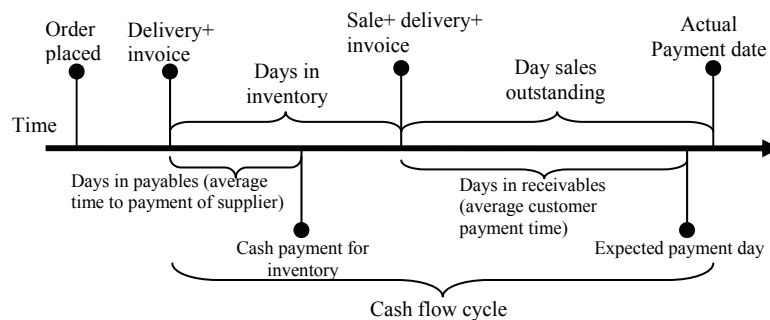 Order
placed
Delivery+
invoice
Sale+ delivery+
invoice
Actual
Payment date
Days in
inventory
Day sales
outstanding
Time
Days in payables (average
time to payment of supplier)
Days in receivables
(average customer
payment time)
Cash payment for
inventory
Expected payment day
Cash flow cycle